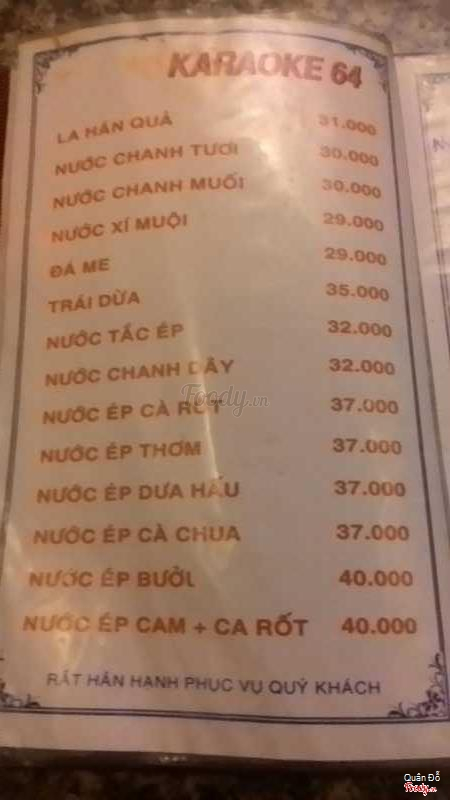 KARAOKE 64
LA HÁN QUẢ 31.000
NƯỚC CHANH TƯƠI 30.000
NƯỚC CHANH MUỐI 30.000
NƯỚC XÍ MUỘI 29.000
ĐÁ ME 29.000
TRÁI DỪA 35.000
NƯỚC TẮC ÉP 32.000
NƯỚC CHANH DÂY 32.000
NƯỚC ÉP CÀ RỐT 37.000
NƯỚC ÉP THƠM 37.000
NƯỚC ÉP DƯA HẤU 37.000
NƯỚC ÉP CÀ CHUA 37.000
NƯỚC ÉP BƯỞI 40.000
NƯỚC ÉP CAM + CA RỐT 40.000
RẤT HÂN HẠNH PHỤC VỤ QUÝ KHÁCH
Foody.vn
Quán Đỗ
Foody.vn